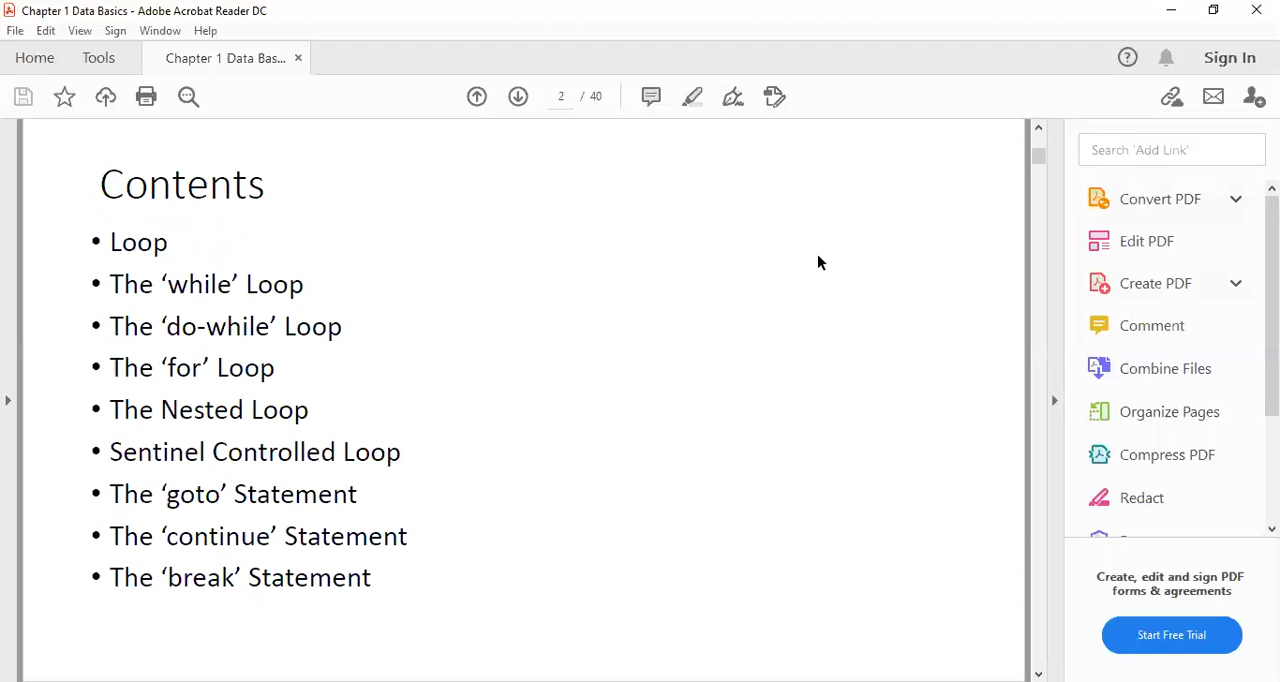 Chapter 1 Data Basics - Adobe Acrobat Reader DC
File Edit View Sign Window Help
Home Tools Chapter 1 Data Bas... × Sign In
2 / 40
Search 'Add Link'
Contents
• Loop
• The ‘while’ Loop
• The ‘do-while’ Loop
• The ‘for’ Loop
• The Nested Loop
• Sentinel Controlled Loop
• The ‘goto’ Statement
• The ‘continue’ Statement
• The ‘break’ Statement
Convert PDF
Edit PDF
Create PDF
Comment
Combine Files
Organize Pages
Compress PDF
Redact
Create, edit and sign PDF
forms & agreements
Start Free Trial